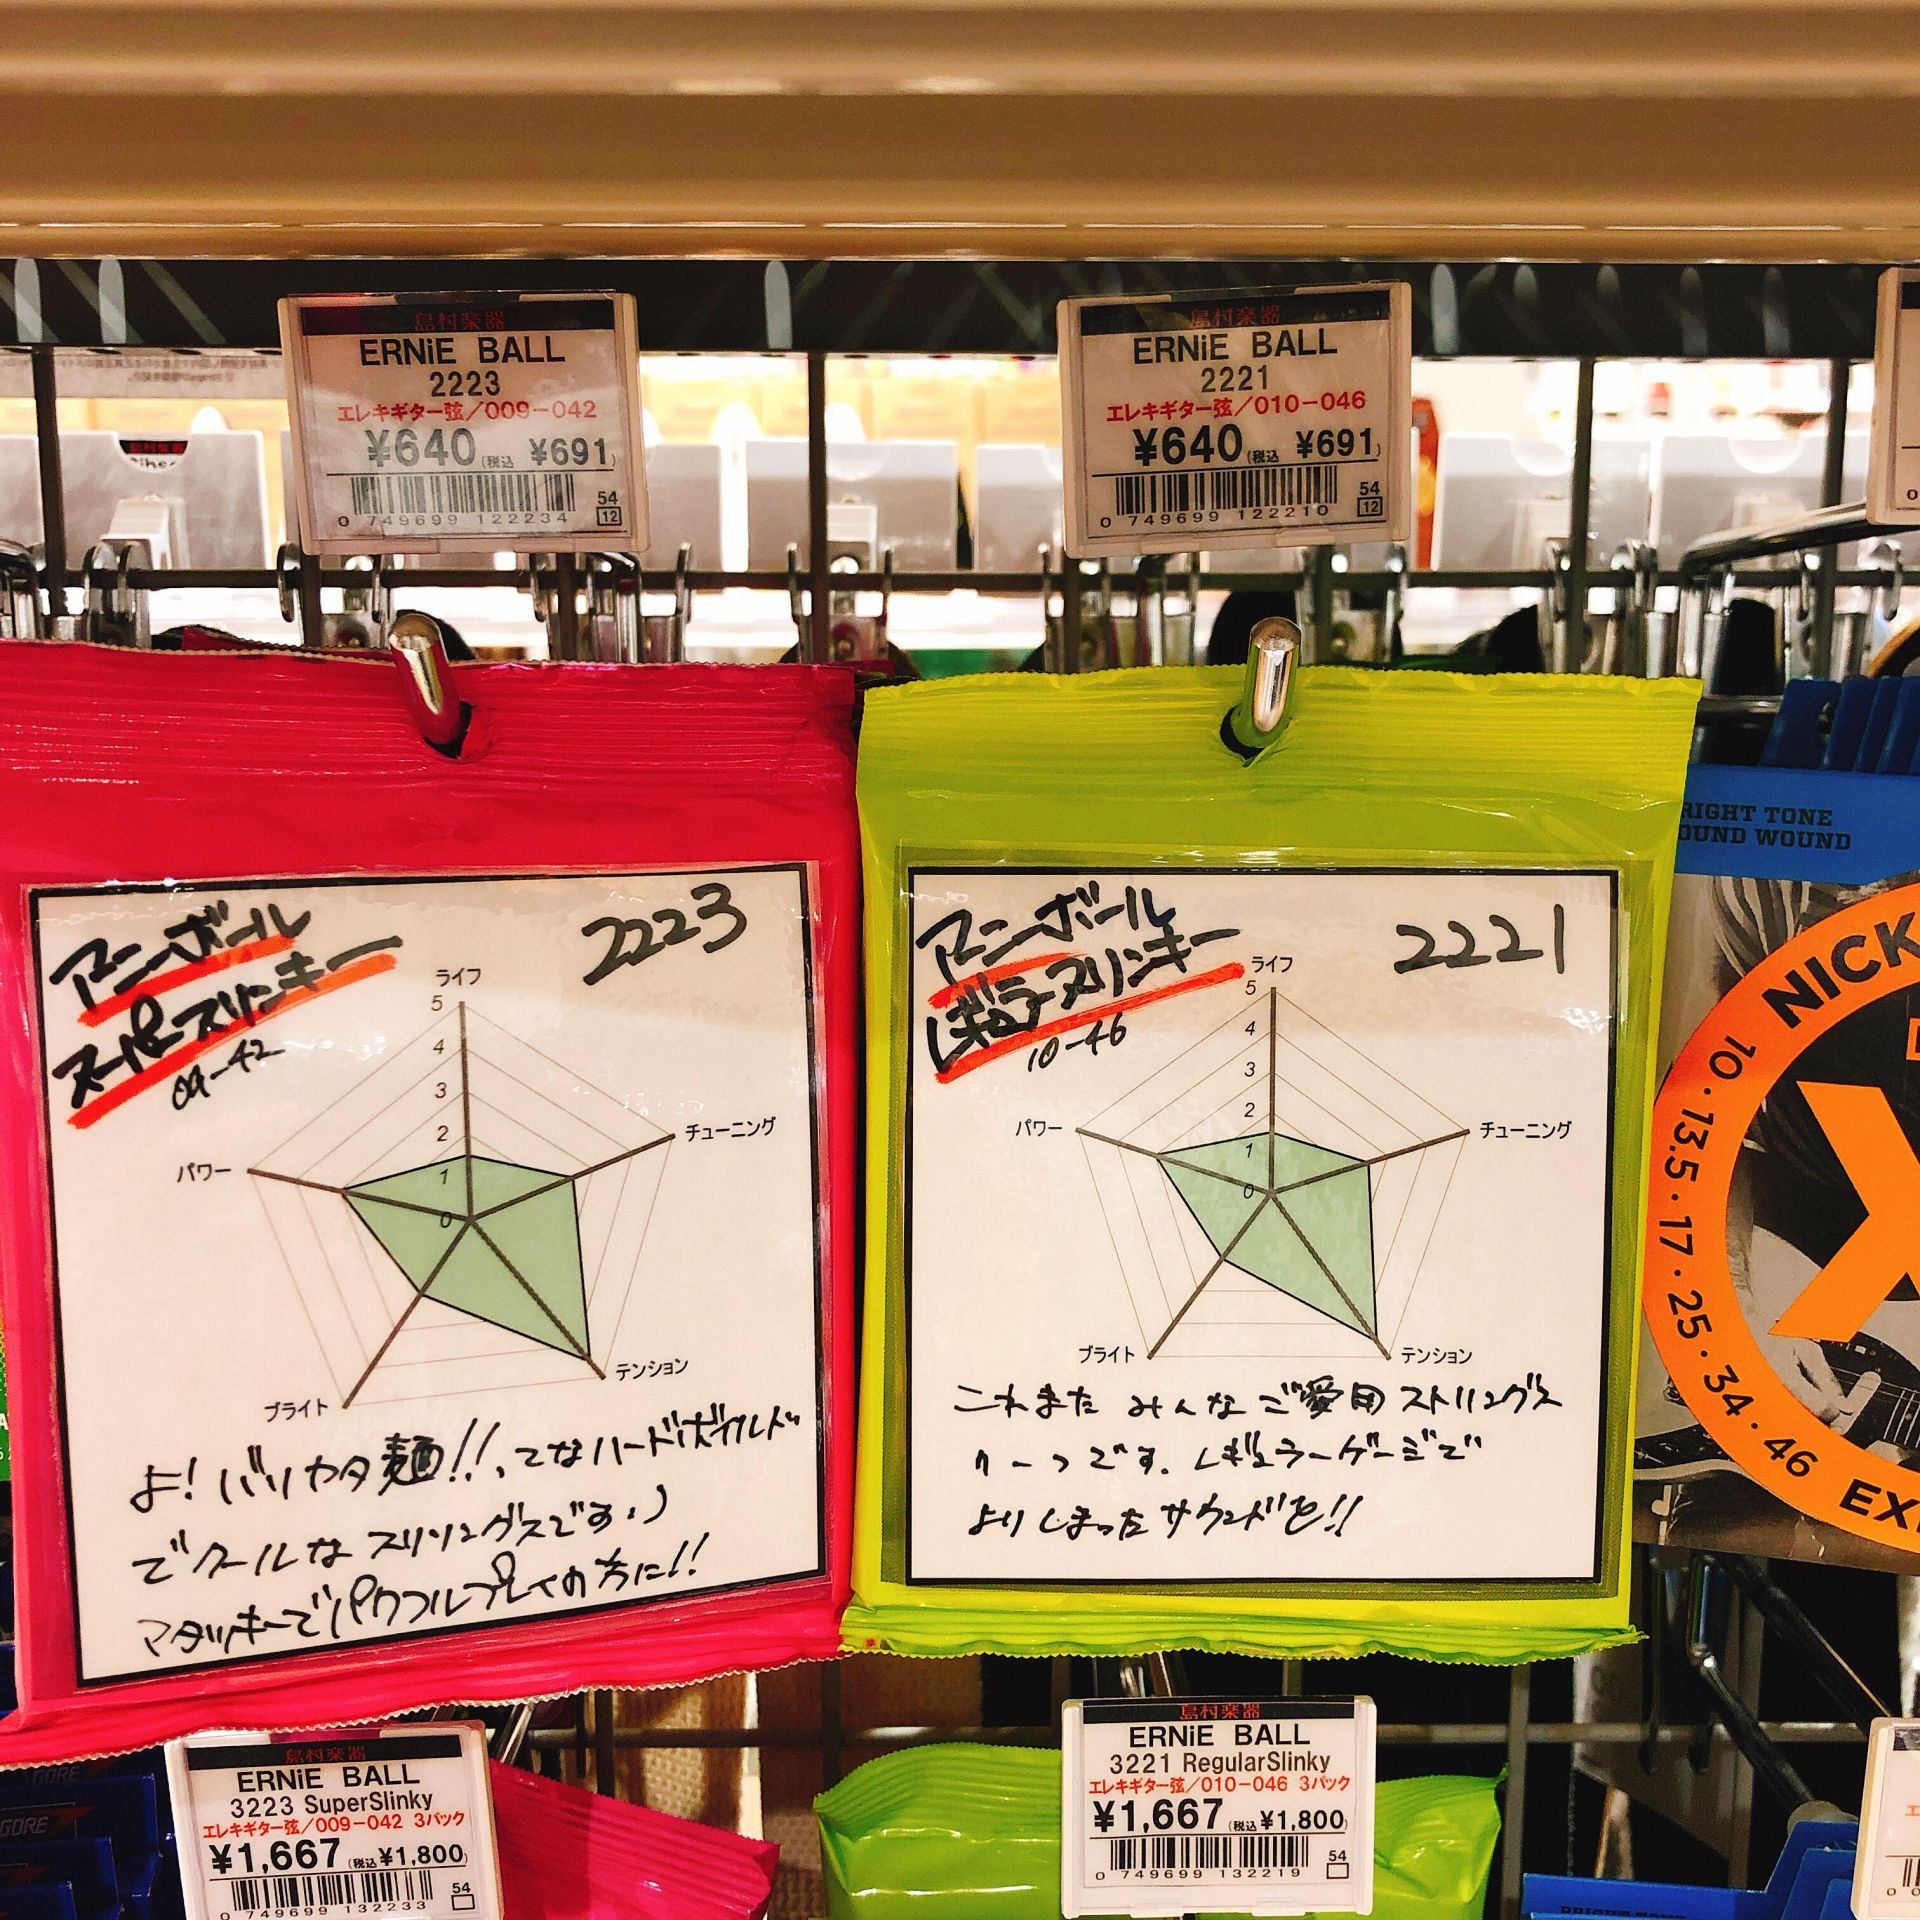 島村楽器
ERNiE BALL
2223
エレキギター弦／009－042
¥640 (税込 ¥691)
54
12
0 749699 122234
島村楽器
ERNiE BALL
2221
エレキギター弦／010－046
¥640 (税込 ¥691)
54
12
0 749699 122210
アーニーボール
スーパースリンキー
09-42
2223
ライフ
5
4
3
2
1
0
チューニング
テンション
ブライト
パワー
よ!バリカタ麺!!、てなハードボイルド
でクールなストリングスです。
マッチョでパワフルプレイの方に!!
アーニーボール
レギュラースリンキー
10-46
2221
ライフ
5
4
3
2
1
0
チューニング
テンション
ブライト
パワー
これまた みんなご愛用 ストリングス
の一つです。レギュラーゲージで
よりしまったサウンドを!!
RIGHT TONE
OUND WOUND
NICK
10·13.5·17·25·34·46
島村楽器
ERNiE BALL
3223 SuperSlinky
エレキギター弦／009－042 3パック
¥1,667 (税込 ¥1,800)
54
0 749699 132233
島村楽器
ERNiE BALL
3221 RegularSlinky
エレキギター弦／010－046 3パック
¥1,667 (税込 ¥1,800)
54
0 749699 132219
GORE
GORE